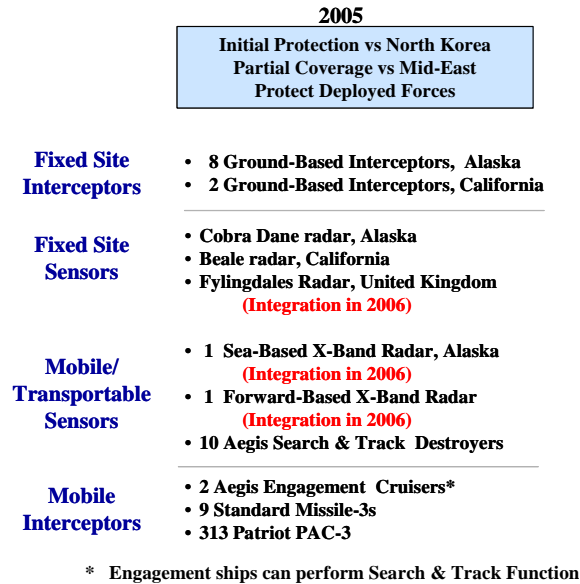 2005
Initial Protection vs North Korea
Partial Coverage vs Mid-East
Protect Deployed Forces
Fixed Site
Interceptors
• 8 Ground-Based Interceptors, Alaska
• 2 Ground-Based Interceptors, California
Fixed Site
Sensors
• Cobra Dane radar, Alaska
• Beale radar, California
• Fylingdales Radar, United Kingdom
(Integration in 2006)
Mobile/
Transportable
Sensors
• 1 Sea-Based X-Band Radar, Alaska
(Integration in 2006)
• 1 Forward-Based X-Band Radar
(Integration in 2006)
• 10 Aegis Search & Track Destroyers
Mobile
Interceptors
• 2 Aegis Engagement Cruisers*
• 9 Standard Missile-3s
• 313 Patriot PAC-3
* Engagement ships can perform Search & Track Function